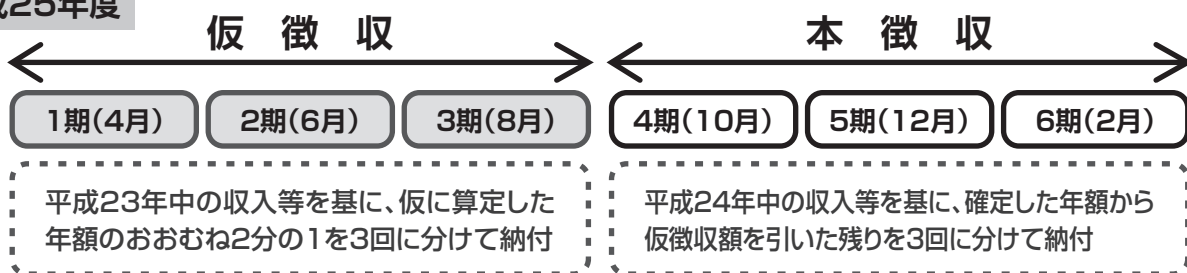 25年度
仮徴収
本徴収
1期(4月)
2期(6月)
3期(8月)
4期(10月)
5期(12月)
6期(2月)
平成23年中の収入等を基に、仮に算定した
年額のおおむね2分の1を3回に分けて納付
平成24年中の収入等を基に、確定した年額から
仮徴収額を引いた残りを3回に分けて納付